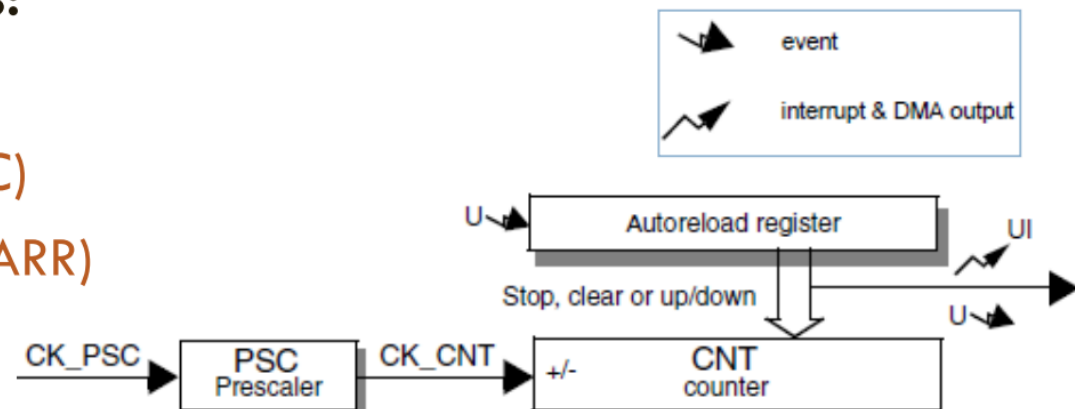 s:
event
interrupt & DMA output
C)
ARR)
U
Autoreload register
UI
Stop, clear or up/down
U
CK_PSC
PSC
Prescaler
CK_CNT
+/-
CNT
counter